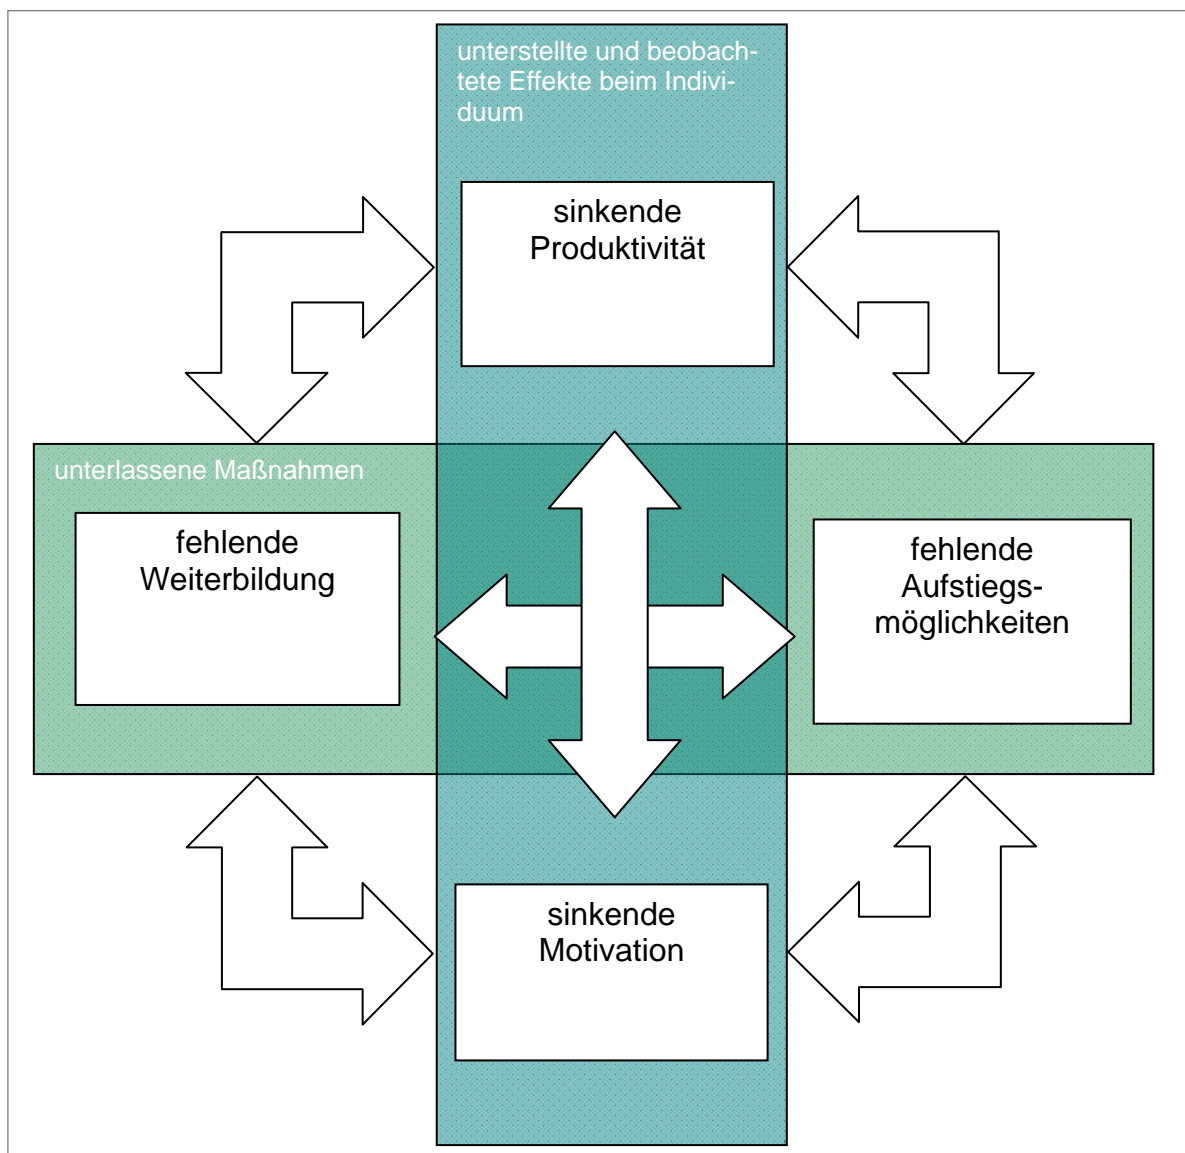 unterstellte und beobach-
tete Effekte beim Indivi-
duum
sinkende
Produktivität
unterlassene Maßnahmen
fehlende
Weiterbildung
fehlende
Aufstiegs-
möglichkeiten
sinkende
Motivation